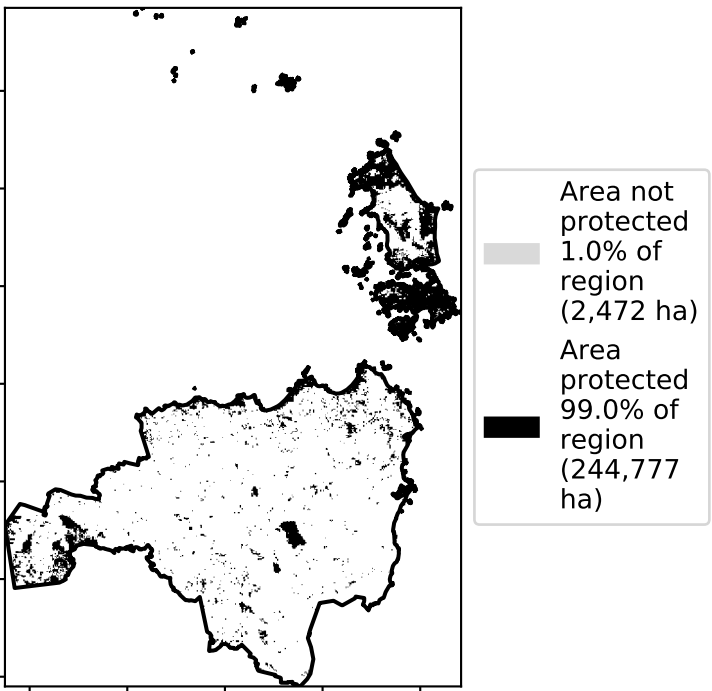 Area not
protected
1.0% of
region
(2,472 ha)
Area
protected
99.0% of
region
(244,777
ha)